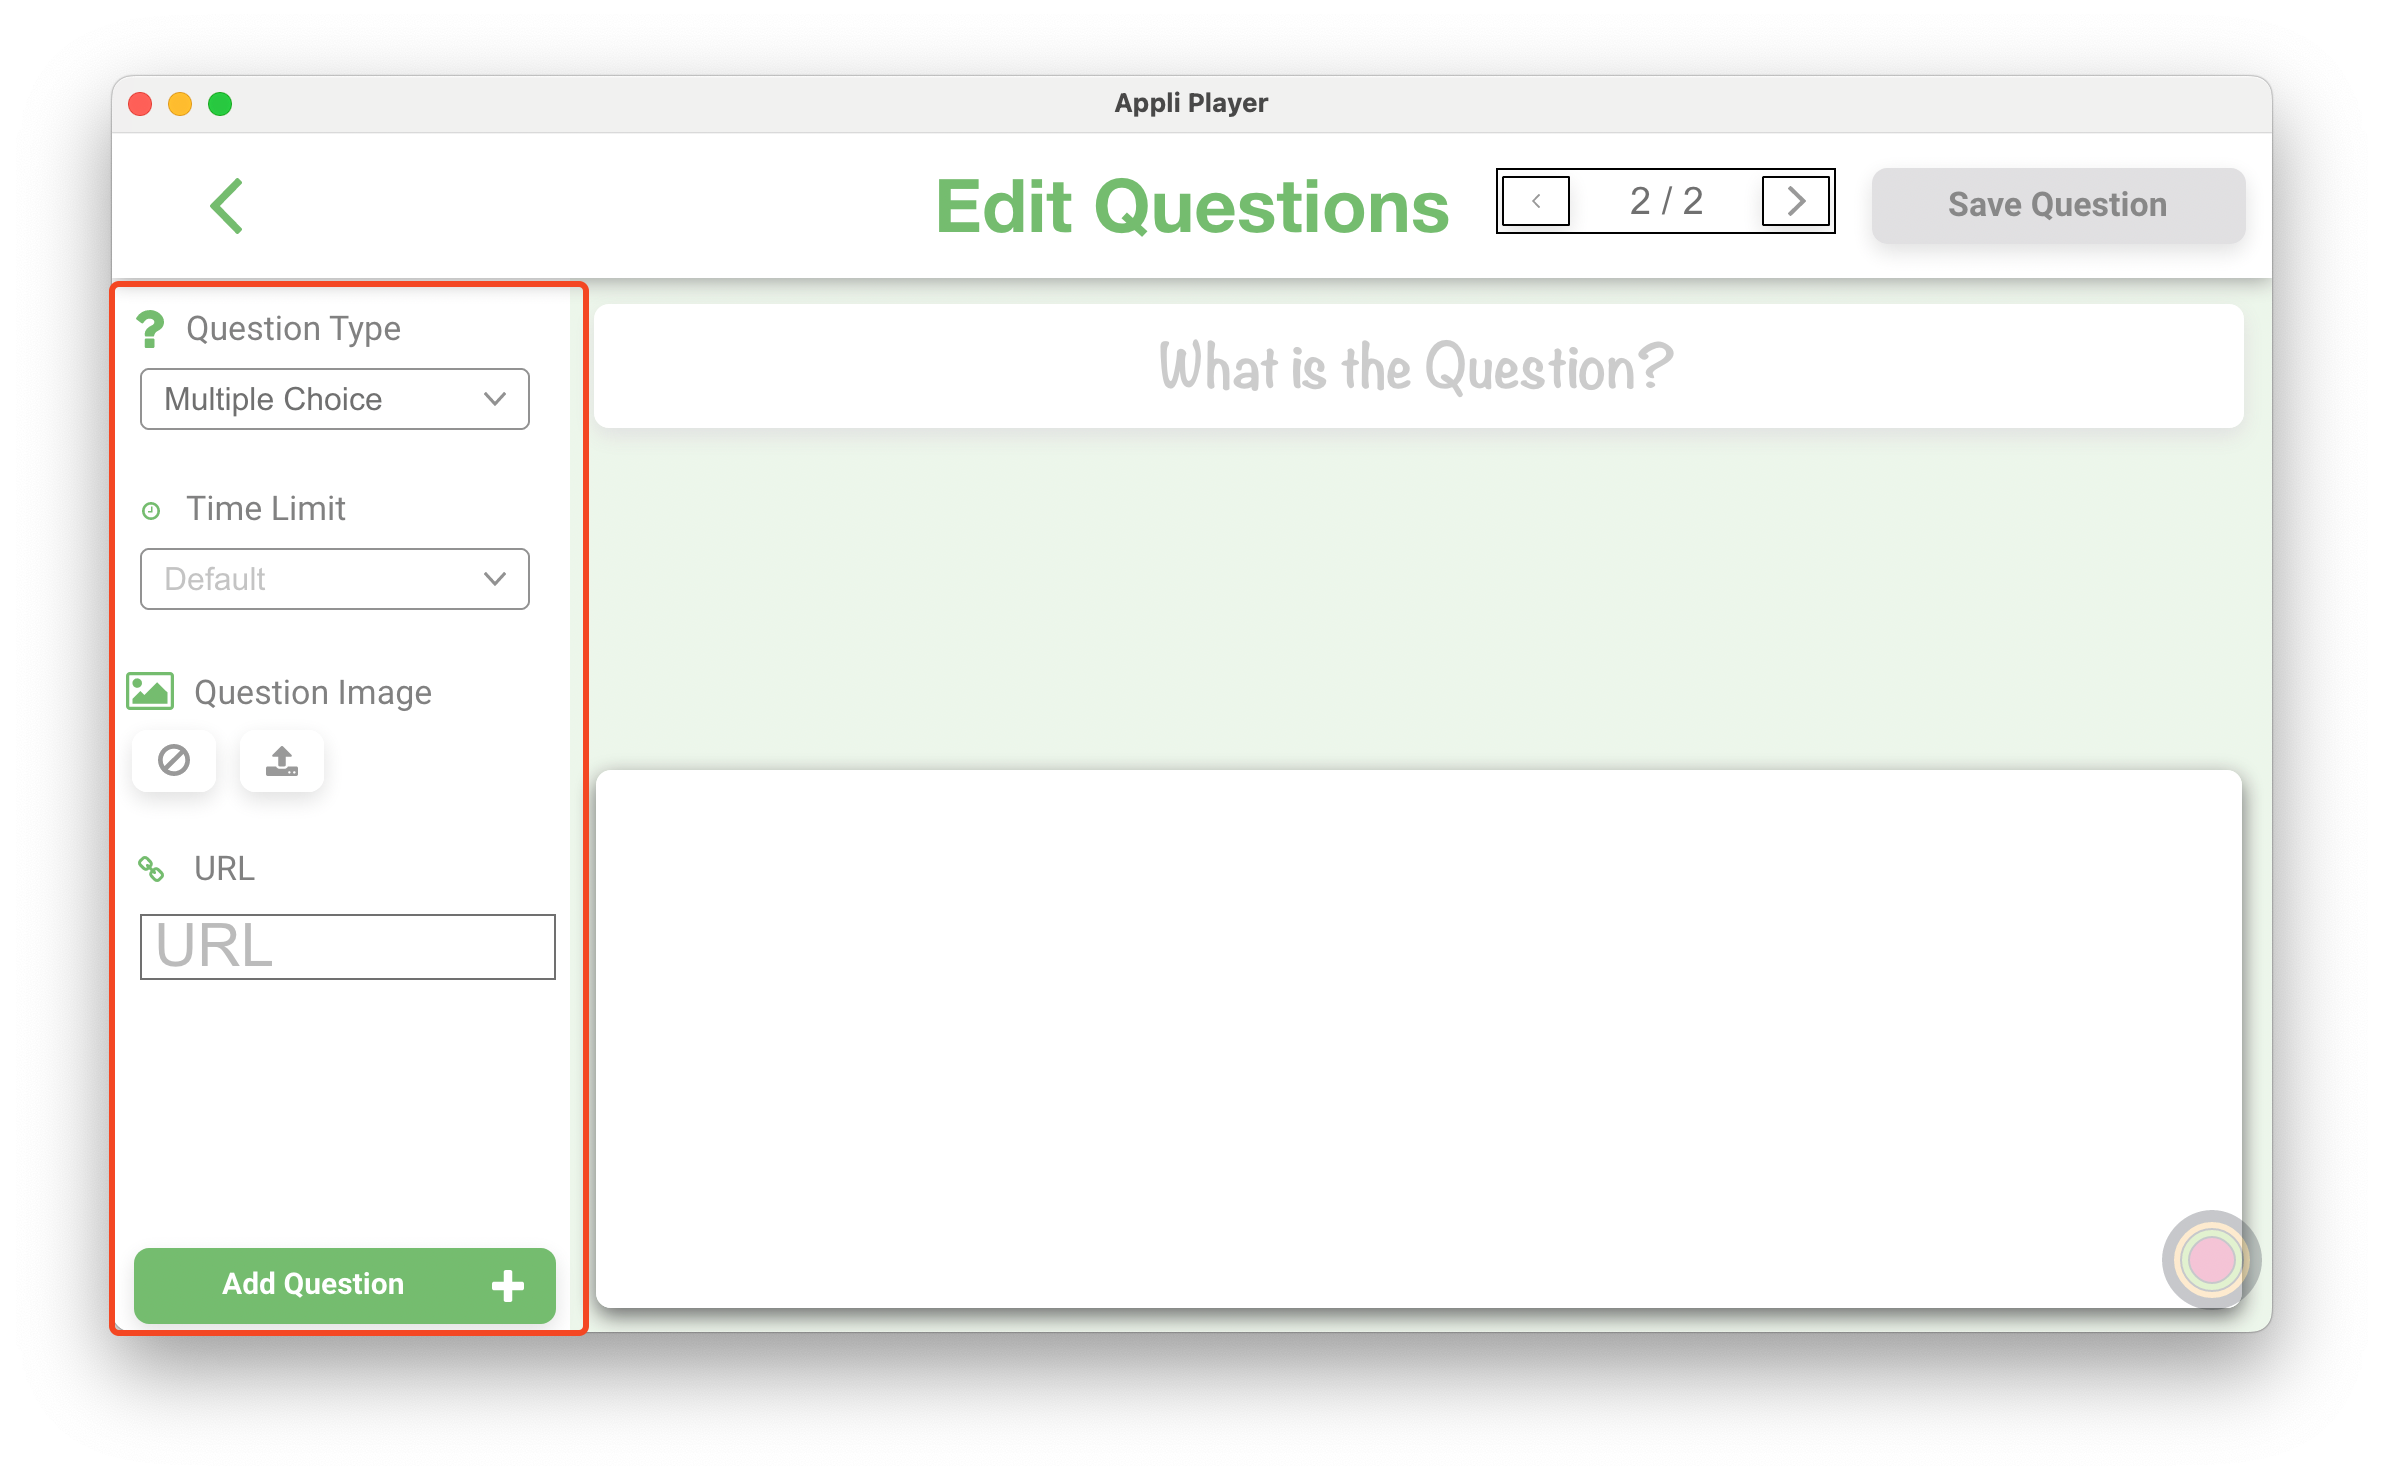 Appli Player
Edit Questions
2 / 2
Save Question
Question Type
Multiple Choice
Time Limit
Default
Question Image
URL
URL
Add Question
What is the Question?